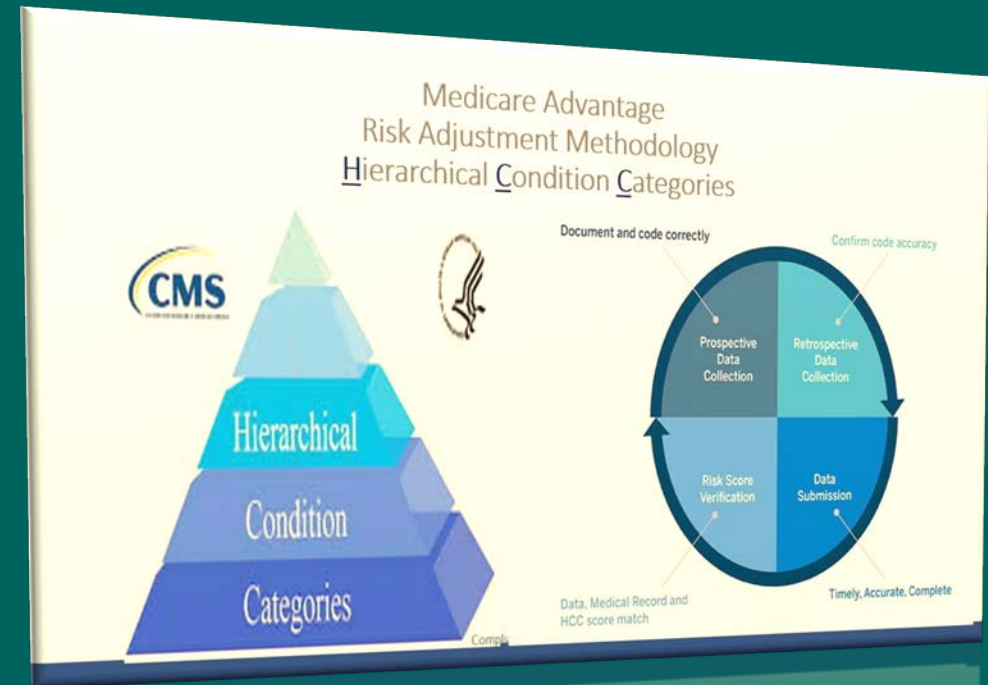 Medicare Advantage
Risk Adjustment Methodology
Hierarchical Condition Categories
CMS
Hierarchical
Condition
Categories
Document and code correctly
Confirm code accuracy
Prospective
Data
Collection
Retrospective
Data
Collection
Risk Score
Verification
Data
Submission
Data, Medical Record and
HCC score match
Timely, Accurate, Complete